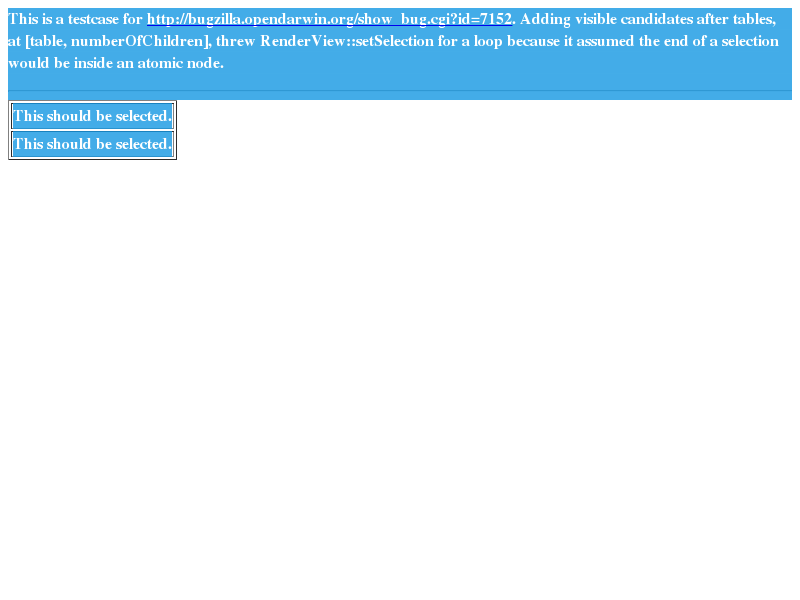 This is a testcase for http://bugzilla.opendarwin.org/show_bug.cgi?id=7152. Adding visible candidates after tables,
at [table, numberOfChildren], threw RenderView::setSelection for a loop because it assumed the end of a selection
would be inside an atomic node.
This should be selected.
This should be selected.